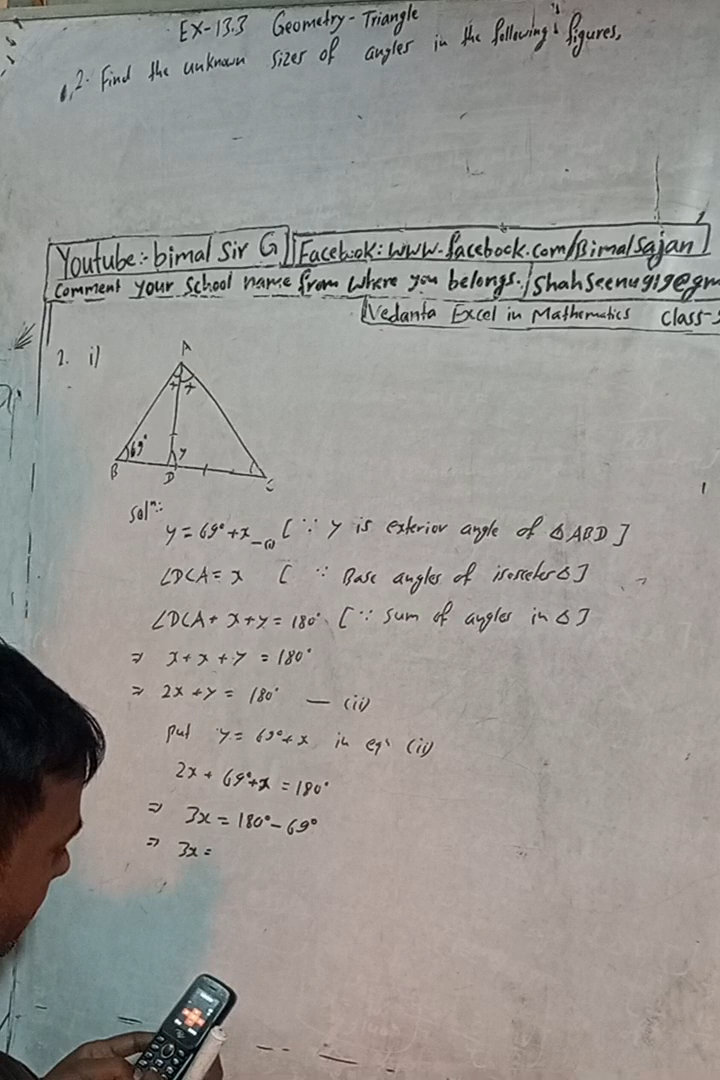 EX-13.3 Geometry-Triangle
2. Find the unknown sizes of angles in the following figures,
Youtube:- bimal Sir G
Facebook: www.facebook.com/Bimalsajan
Comment your School name from where you belongs.
Vedanta Excel in Mathematics class-
2. i)
A
x x
69°
y
B D C
Solⁿ:
y = 69° + x —(i) [∵ y is exterior angle of ΔABD]
∠DCA = x [∵ Base angles of isosceles Δ]
∠DCA + x + y = 180° [∵ Sum of angles in Δ]
⇒ x + x + y = 180°
⇒ 2x + y = 180° — (ii)
Put y = 69° + x in eqⁿ (ii)
2x + 69° + x = 180°
⇒ 3x = 180° - 69°
⇒ 3x =